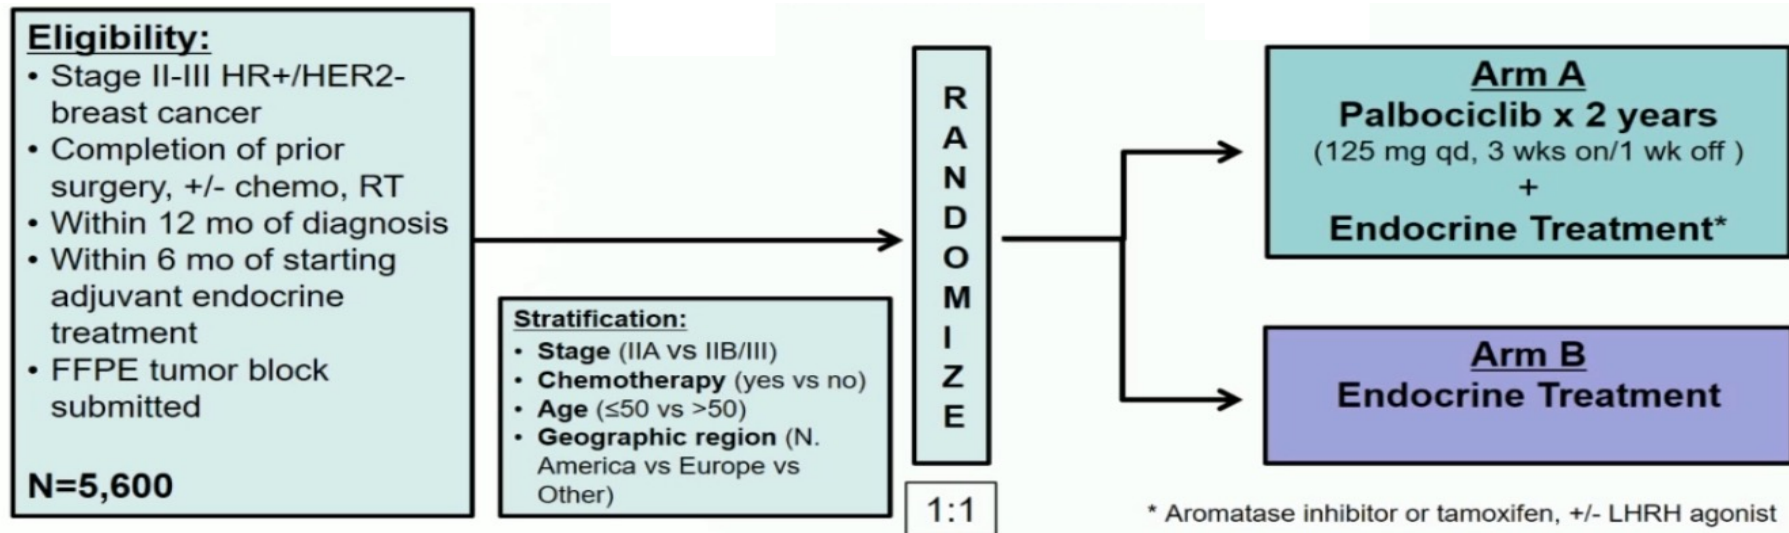 Eligibility:
• Stage II-III HR+/HER2-
breast cancer
• Completion of prior
surgery, +/- chemo, RT
• Within 12 mo of diagnosis
• Within 6 mo of starting
adjuvant endocrine
treatment
• FFPE tumor block
submitted
N=5,600
Stratification:
• Stage (IIA vs IIB/III)
• Chemotherapy (yes vs no)
• Age (≤50 vs >50)
• Geographic region (N.
America vs Europe vs
Other)
R
A
N
D
O
M
I
Z
E
1:1
Arm A
Palbociclib x 2 years
(125 mg qd, 3 wks on/1 wk off )
+
Endocrine Treatment*
Arm B
Endocrine Treatment
* Aromatase inhibitor or tamoxifen, +/- LHRH agonist